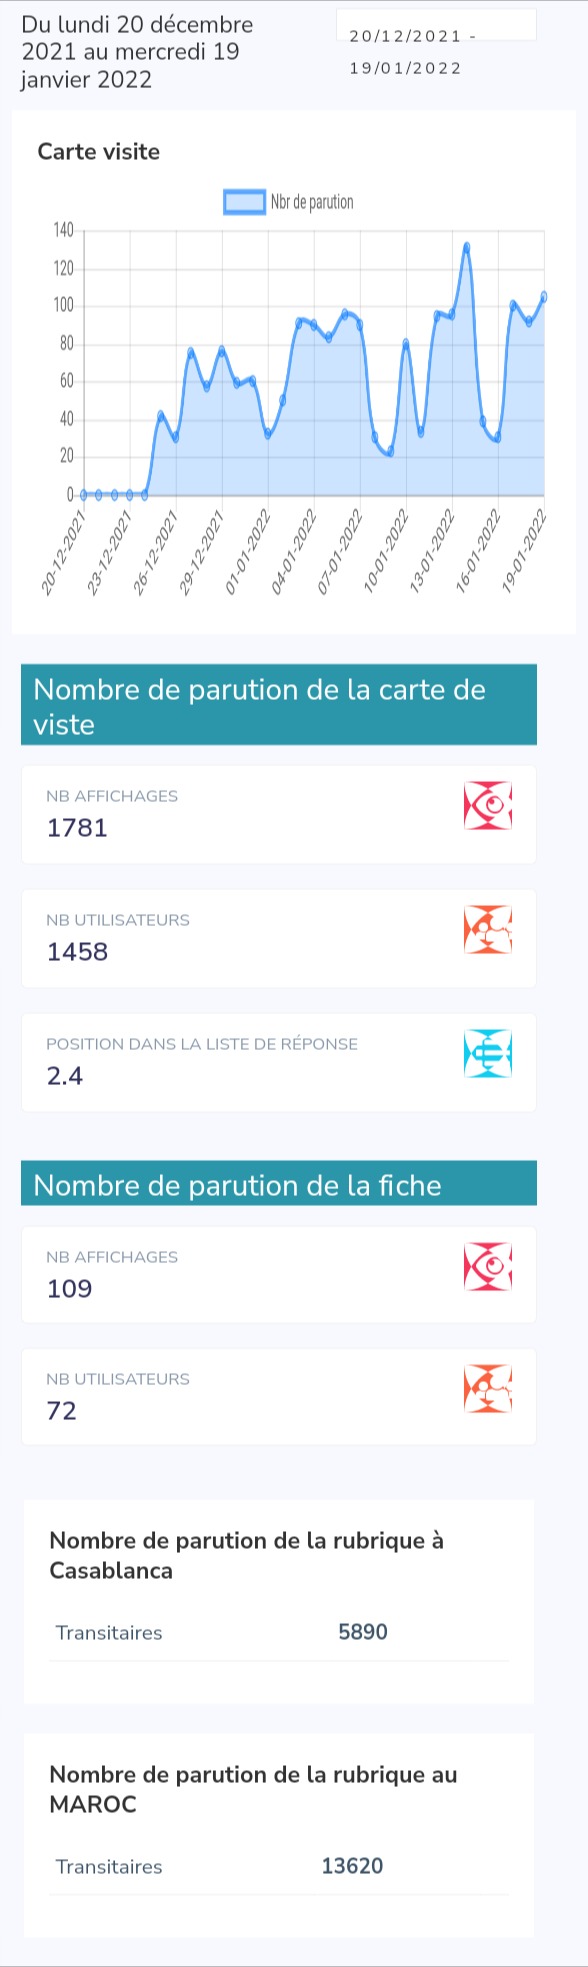 Du lundi 20 décembre
2021 au mercredi 19
janvier 2022
20/12/2021 -
19/01/2022
Carte visite
Nbr de parution
140
120
100
80
60
40
20
0
20-12-2021
23-12-2021
26-12-2021
29-12-2021
01-01-2022
04-01-2022
07-01-2022
10-01-2022
13-01-2022
16-01-2022
19-01-2022
Nombre de parution de la carte de
viste
NB AFFICHAGES
1781
NB UTILISATEURS
1458
POSITION DANS LA LISTE DE RÉPONSE
2.4
Nombre de parution de la fiche
NB AFFICHAGES
109
NB UTILISATEURS
72
Nombre de parution de la rubrique à
Casablanca
Transitaires 5890
Nombre de parution de la rubrique au
MAROC
Transitaires 13620